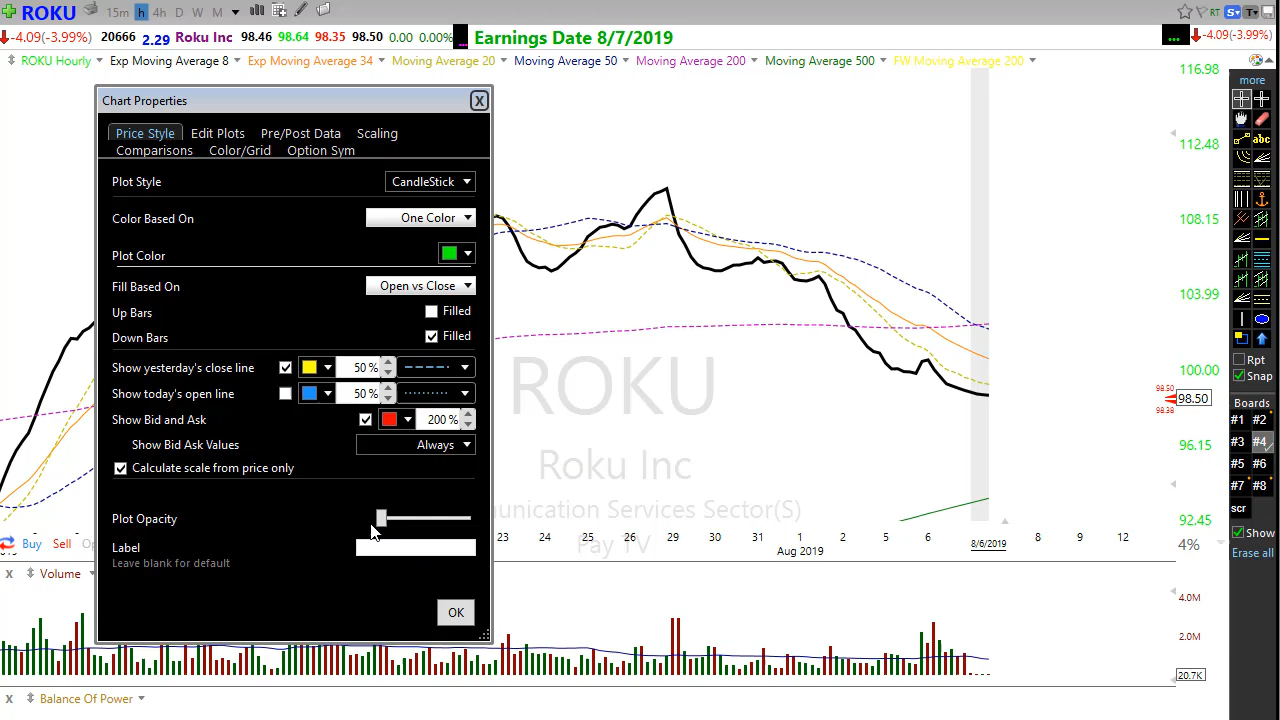 ROKU 15m h 4h D W M RT S T
-4.09(-3.99%) 20666 2.29 Roku Inc 98.46 98.64 98.35 98.50 0.00 0.00% ... Earnings Date 8/7/2019 ... -4.09(-3.99%)
ROKU Hourly Exp Moving Average 8 Exp Moving Average 34 Moving Average 20 Moving Average 50 Moving Average 200 Moving Average 500 FW Moving Average 200
116.98
more
Chart Properties X
Price Style Edit Plots Pre/Post Data Scaling
Comparisons Color/Grid Option Sym
abc
112.48
Plot Style CandleStick
Color Based On One Color
108.15
Plot Color
Fill Based On Open vs Close
103.99
Up Bars Filled
Down Bars Filled
Show yesterday's close line 50 %
100.00
Rpt
Snap
Show today's open line 50 %
98.50
98.50
98.38
ROKU
Boards
Show Bid and Ask 200 %
#1 #2
Show Bid Ask Values Always
96.15
#3 #4
Calculate scale from price only
Roku Inc
#5 #6
#7 #8
scr
Plot Opacity
unication Services Sector(S)
92.45
Show
Buy Sell Op
Label
Leave blank for default
23 24 25 26 29 30 31 1 2 5 6 8/6/2019 8 9 12
Aug 2019
Pay TV
4%
Erase all
x Volume
4.0M
OK
2.0M
20.7K
x Balance Of Power